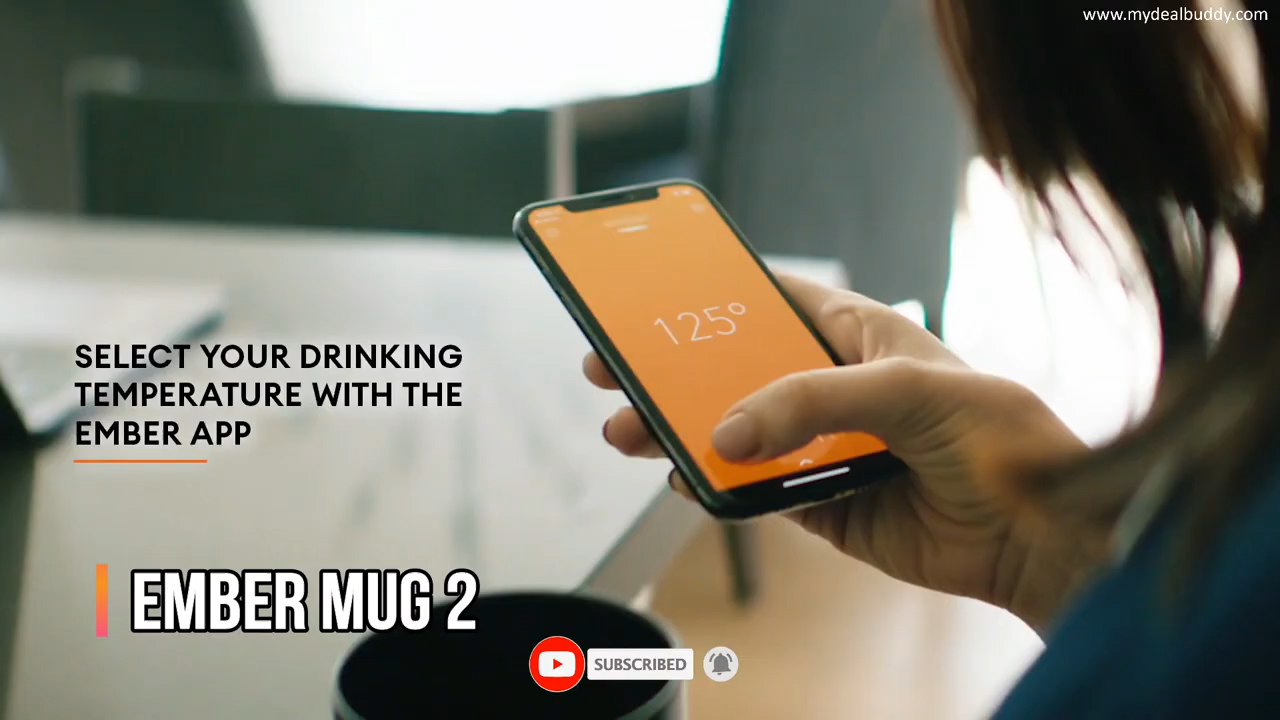 www.mydealbuddy.com
125°
SELECT YOUR DRINKING
TEMPERATURE WITH THE
EMBER APP
EMBER MUG 2
SUBSCRIBED